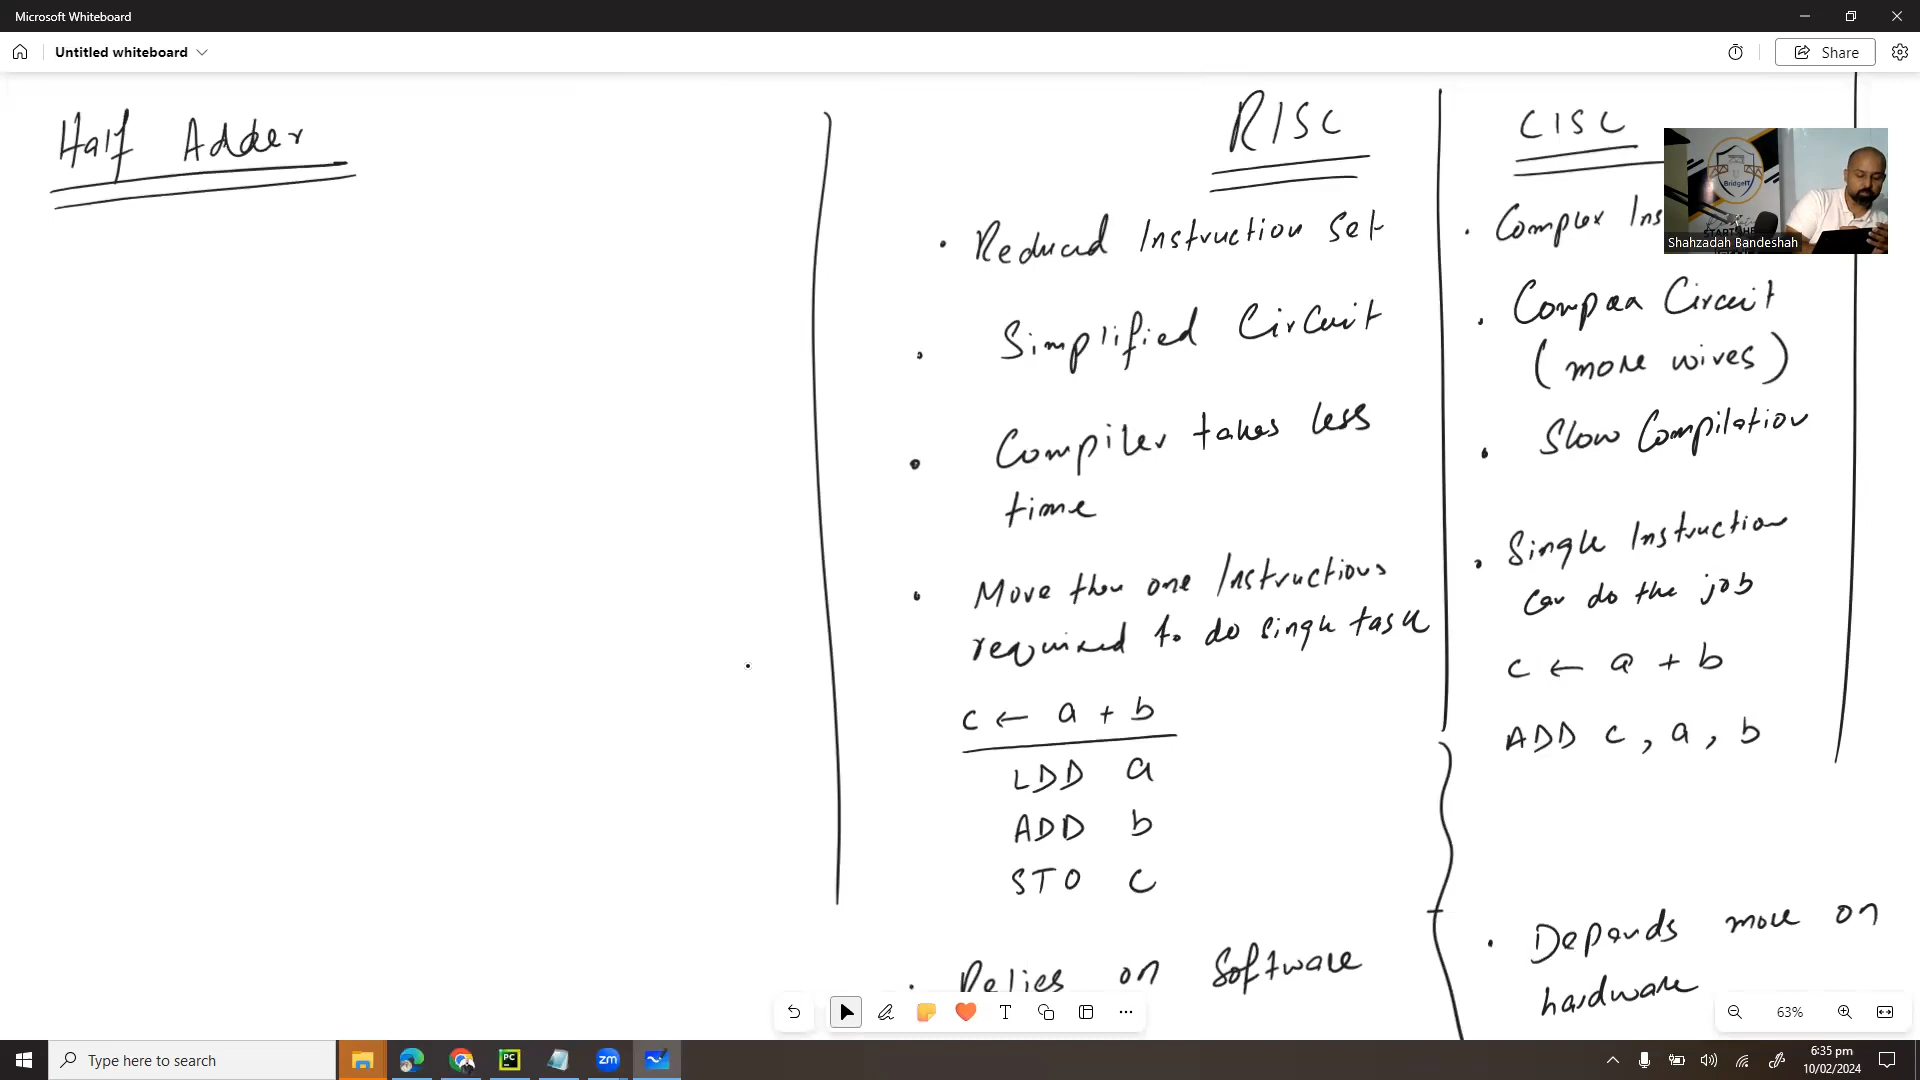 Microsoft Whiteboard
Untitled whiteboard
Share
Half Adder
RISC
• Reduced Instruction Set
• Simplified Circuit
• Compiler takes less
time
• More than one Instructions
required to do single task
c ← a + b
LDD a
ADD b
STO c
• Relies on Software
CISC
• Complex Ins
• Complex Circuit
(more wires)
• Slow Compilation
• Single Instruction
can do the job
c ← a + b
ADD c, a, b
• Depends more on
hardware
BridgeIT
Shahzadah Bandeshah
63%
Type here to search
PC
zm
6:35 pm
10/02/2024